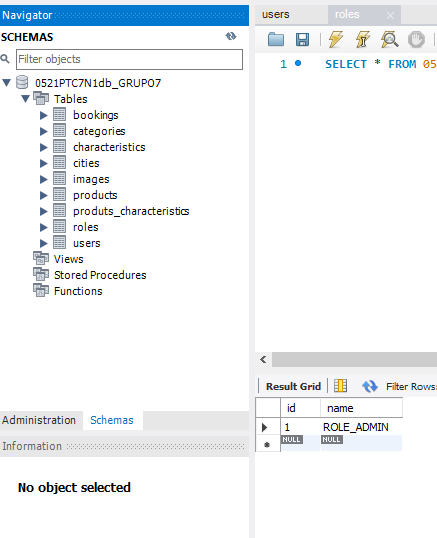 Navigator
SCHEMAS
Filter objects
0521PTC7N1db_GRUPO7
Tables
bookings
categories
characteristics
cities
images
products
produts_characteristics
roles
users
Views
Stored Procedures
Functions
Administration Schemas
Information
No object selected
users roles
1 SELECT * FROM 05
Result Grid Filter Rows:
id name
1 ROLE_ADMIN
NULL NULL